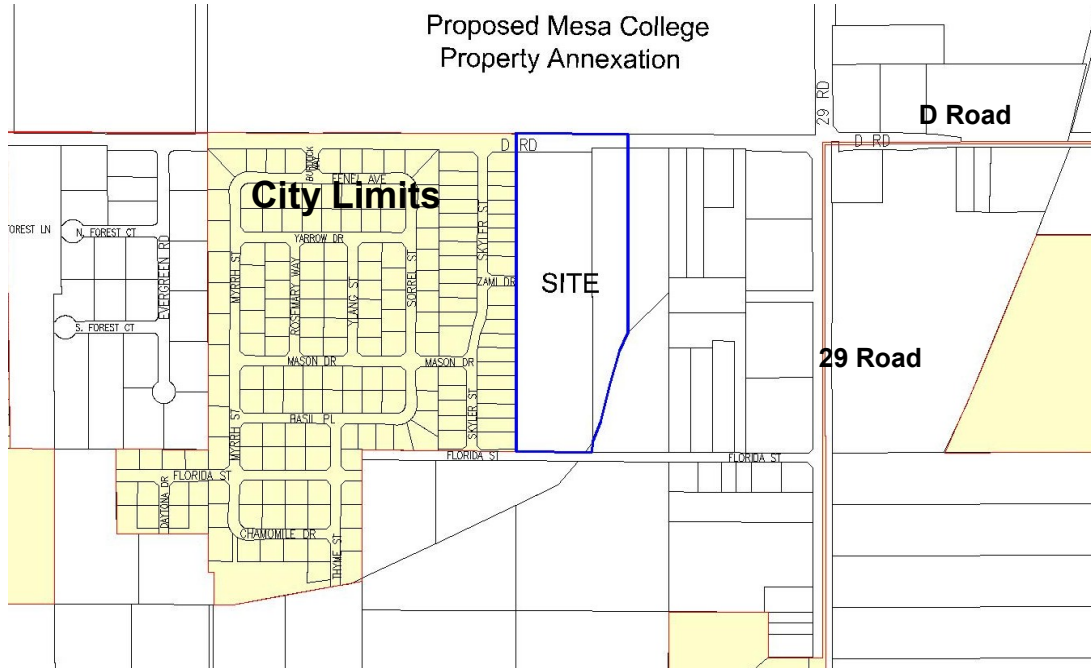 Proposed Mesa College
Property Annexation
29 RD
D Road
D RD
D RD
BURDOCK WAY
FENEL AVE
City Limits
FOREST LN
N. FOREST CT
EVERGREEN RD
MYRRH ST
YARROW DR
ROSEMARY WAY
YLANG ST
SORREL ST
SKYLER ST
ZAMI DR
SITE
S. FOREST CT
MASON DR
MASON DR
29 Road
BASIL PL
MYRRH ST
SKYLER ST
FLORIDA ST
FLORIDA ST
FLORIDA ST
DAYTONA DR
CHAMOMILE DR
THYME ST